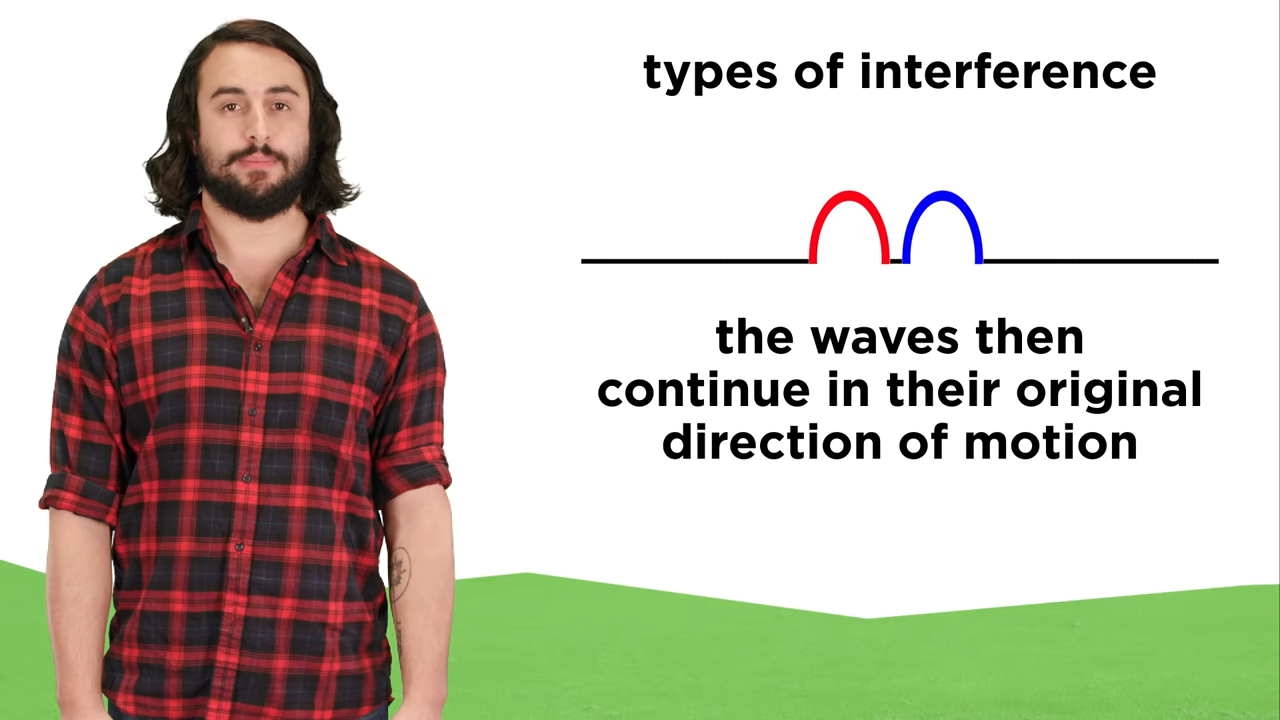 types of interference
the waves then
continue in their original
direction of motion